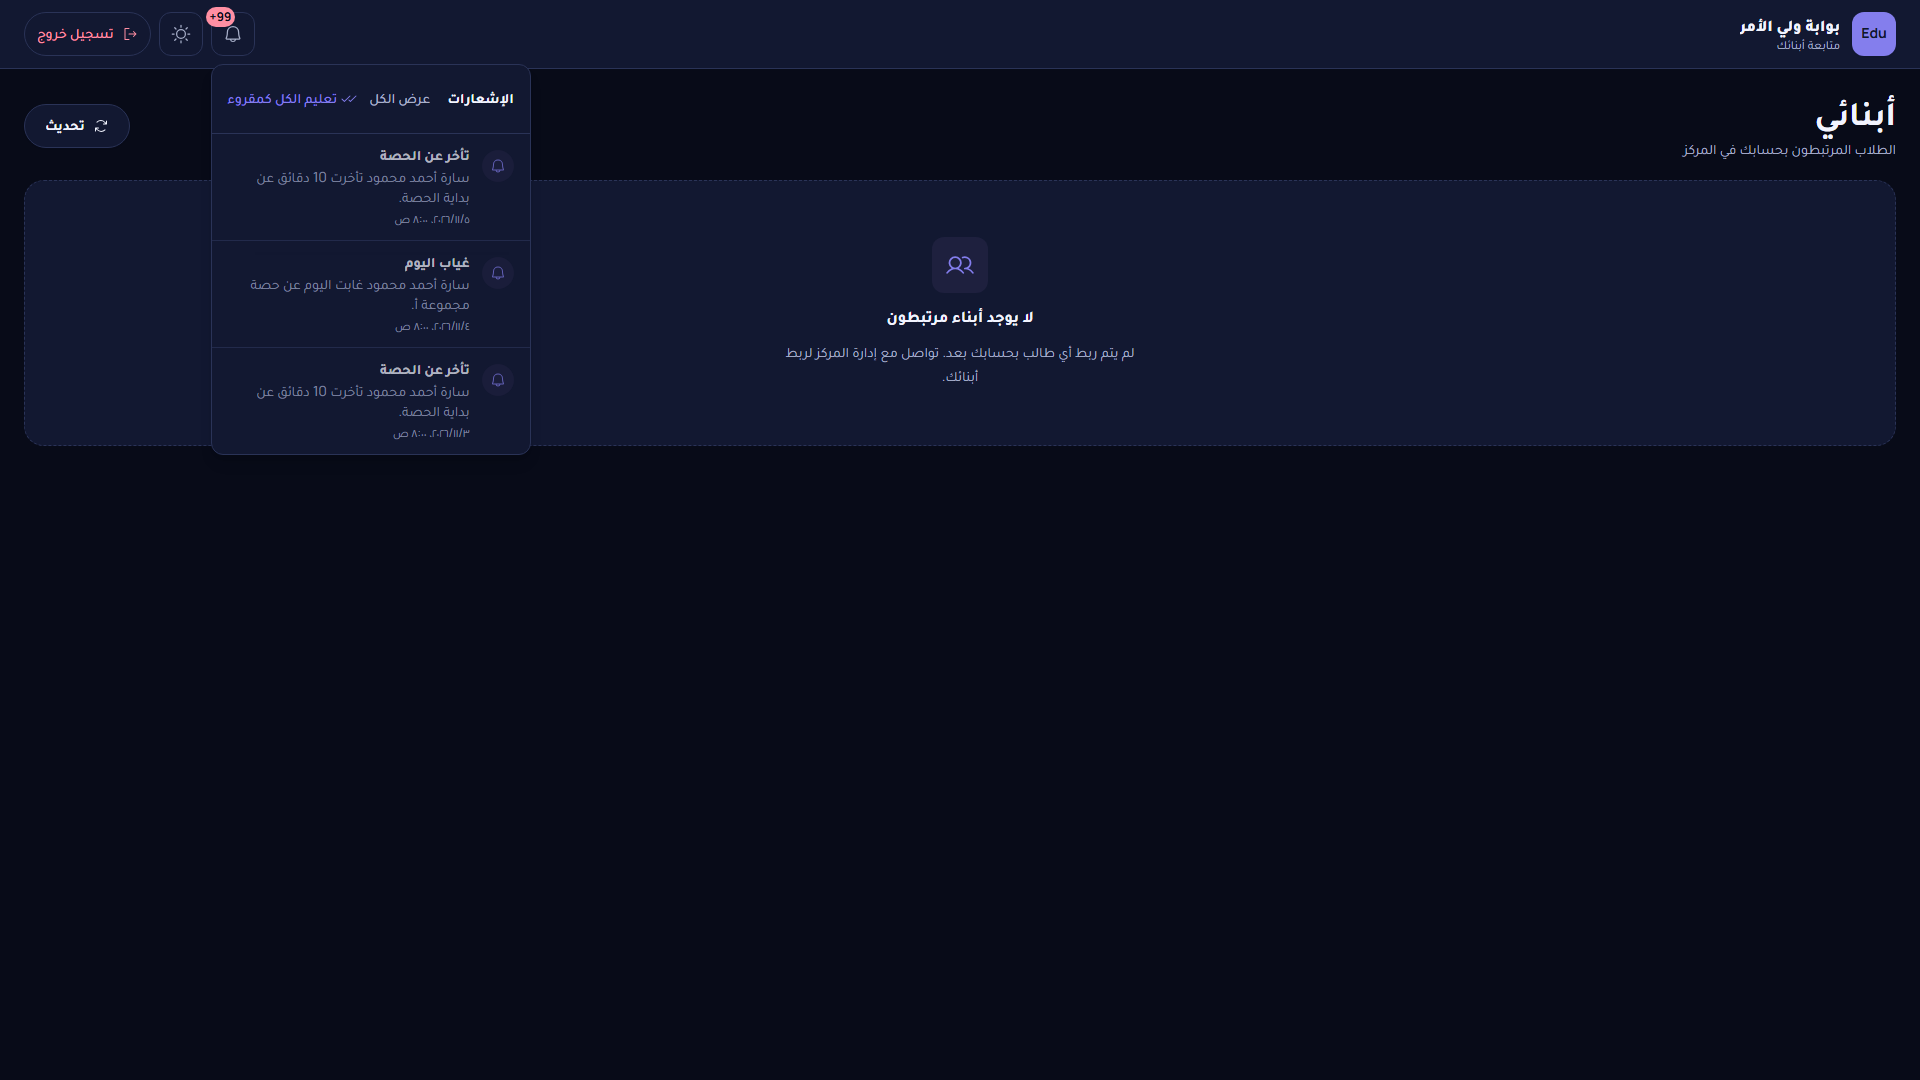 Edu
بوابة ولي الأمر
متابعة أبنائك
99+
تسجيل خروج
أبنائي
الطلاب المرتبطون بحسابك في المركز
تحديث
الإشعارات
عرض الكل
تعليم الكل كمقروء
تأخر عن الحصة
سارة أحمد محمود تأخرت 10 دقائق عن
بداية الحصة.
٢٠٢٦/١١/٥، ٨:٠٠ ص
غياب اليوم
سارة أحمد محمود غابت اليوم عن حصة
مجموعة أ.
٢٠٢٦/١١/٤، ٨:٠٠ ص
تأخر عن الحصة
سارة أحمد محمود تأخرت 10 دقائق عن
بداية الحصة.
٢٠٢٦/١١/٣، ٨:٠٠ ص
لا يوجد أبناء مرتبطون
لم يتم ربط أي طالب بحسابك بعد. تواصل مع إدارة المركز لربط
أبنائك.